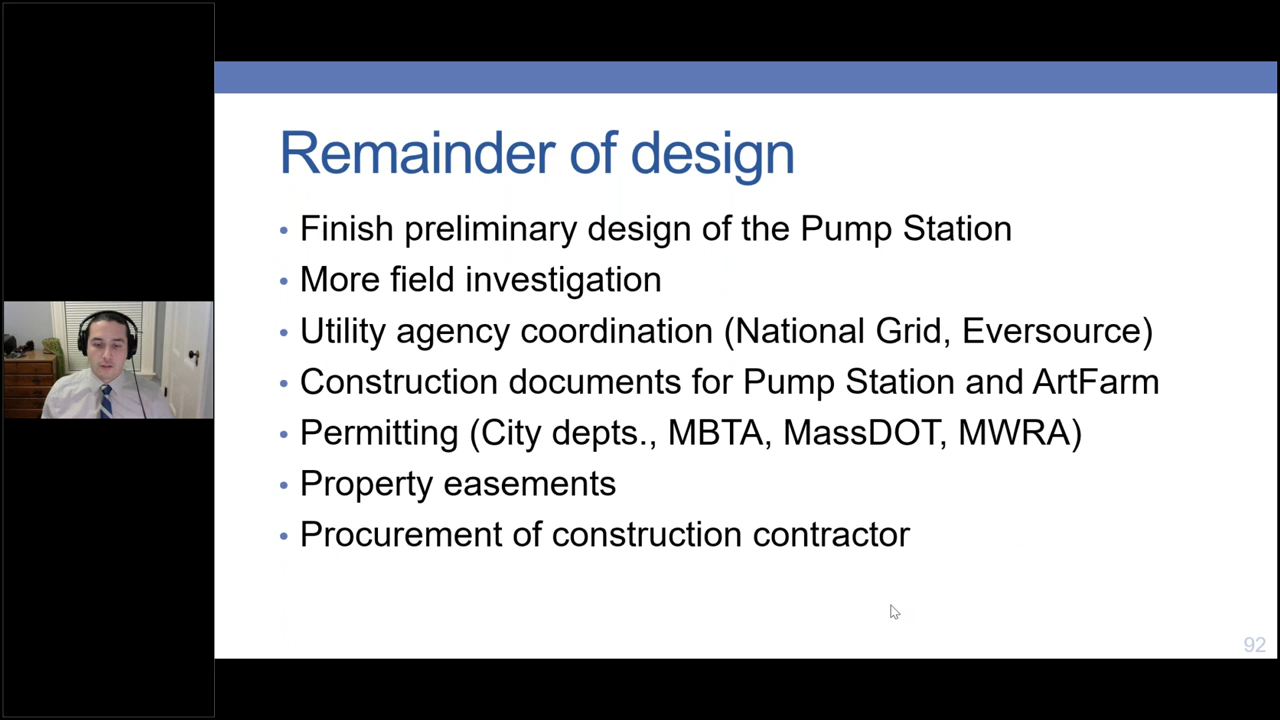 Remainder of design
• Finish preliminary design of the Pump Station
• More field investigation
• Utility agency coordination (National Grid, Eversource)
• Construction documents for Pump Station and ArtFarm
• Permitting (City depts., MBTA, MassDOT, MWRA)
• Property easements
• Procurement of construction contractor
92